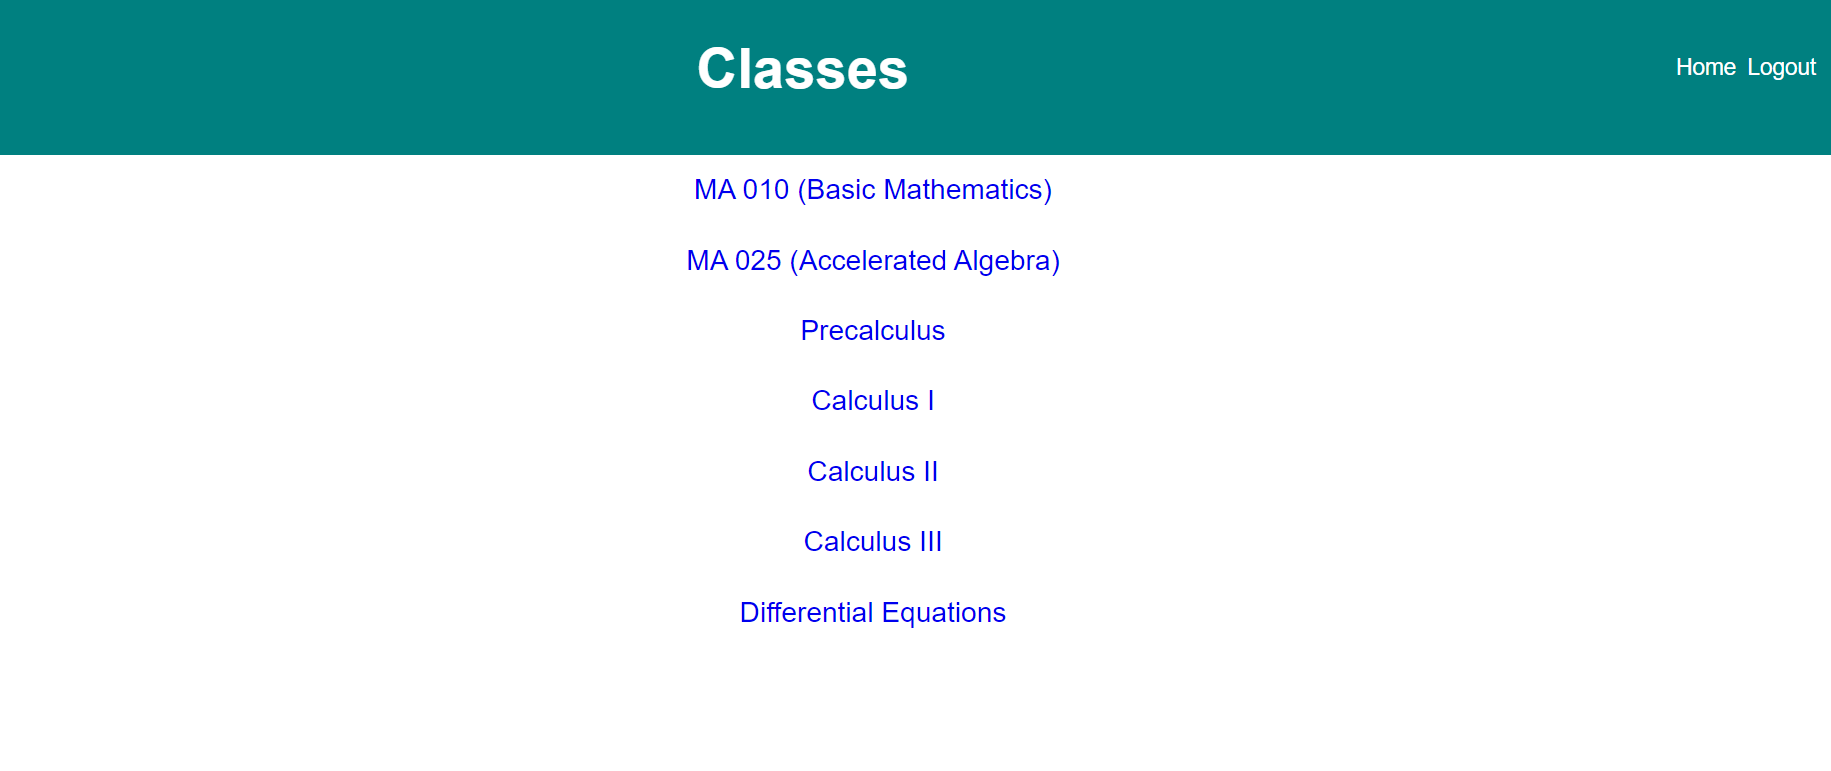 Classes
Home Logout
MA 010 (Basic Mathematics)
MA 025 (Accelerated Algebra)
Precalculus
Calculus I
Calculus II
Calculus III
Differential Equations